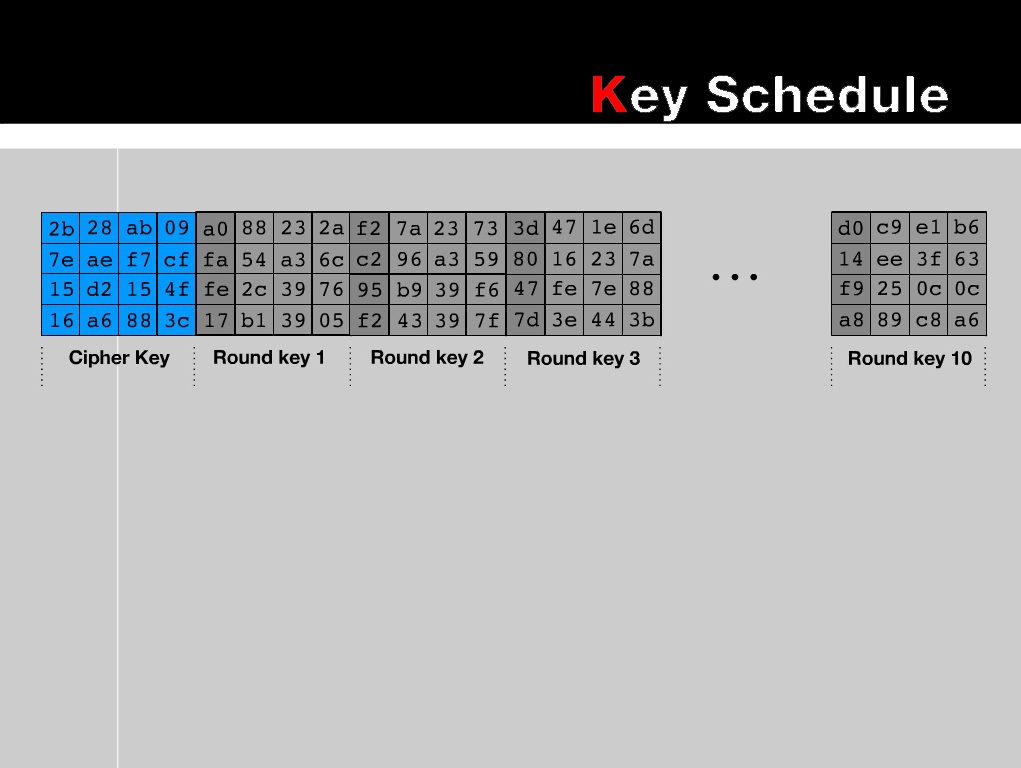 Key Schedule
2b 28 ab 09 a0 88 23 2a f2 7a 23 73 3d 47 1e 6d d0 c9 e1 b6
7e ae f7 cf fa 54 a3 6c c2 96 a3 59 80 16 23 7a ... 14 ee 3f 63
15 d2 15 4f fe 2c 39 76 95 b9 39 f6 47 fe 7e 88 f9 25 0c 0c
16 a6 88 3c 17 b1 39 05 f2 43 39 7f 7d 3e 44 3b a8 89 c8 a6
Cipher Key Round key 1 Round key 2 Round key 3 Round key 10